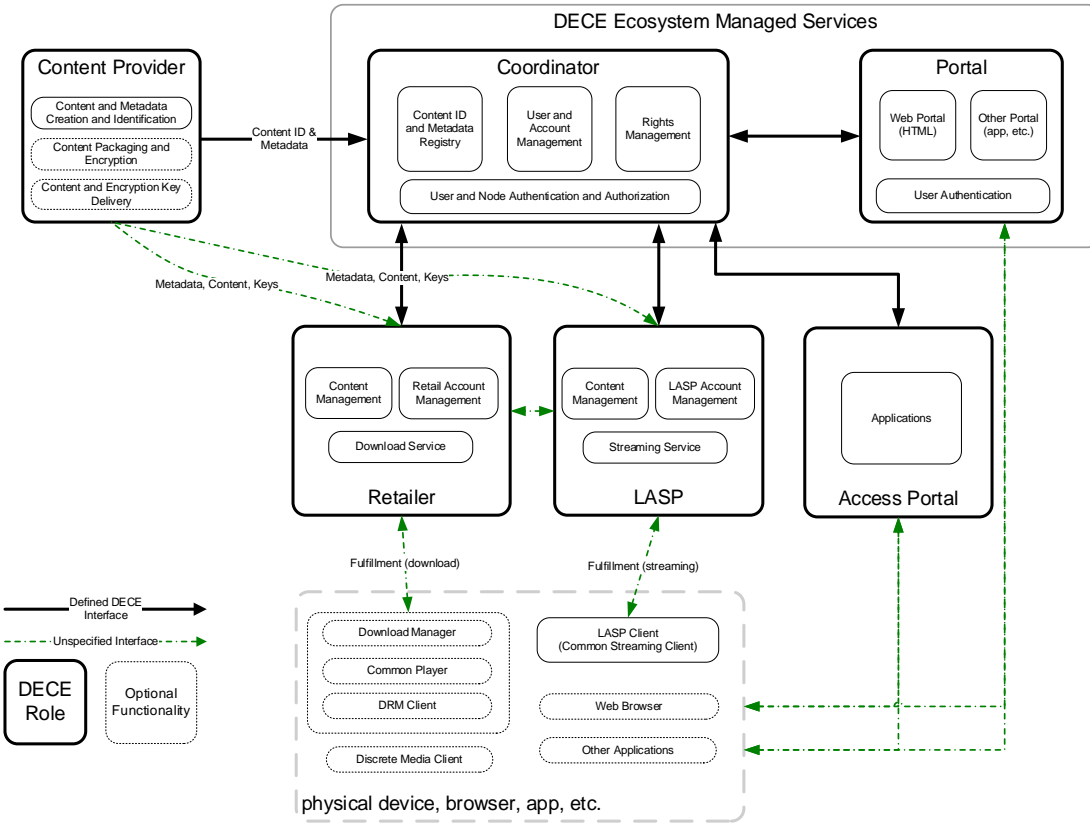 DECE Ecosystem Managed Services
Content Provider
Content and Metadata
Creation and Identification
Content Packaging and
Encryption
Content and Encryption Key
Delivery
Content ID &
Metadata
Coordinator
Content ID
and Metadata
Registry
User and
Account
Management
Rights
Management
User and Node Authentication and Authorization
Portal
Web Portal
(HTML)
Other Portal
(app, etc.)
User Authentication
Metadata, Content, Keys
Metadata, Content, Keys
Content
Management
Retail Account
Management
Download Service
Retailer
Content
Management
LASP Account
Management
Streaming Service
LASP
Applications
Access Portal
Fulfillment (download)
Fulfillment (streaming)
Defined DECE
Interface
Unspecified Interface
DECE
Role
Optional
Functionality
Download Manager
Common Player
DRM Client
Discrete Media Client
LASP Client
(Common Streaming Client)
Web Browser
Other Applications
physical device, browser, app, etc.